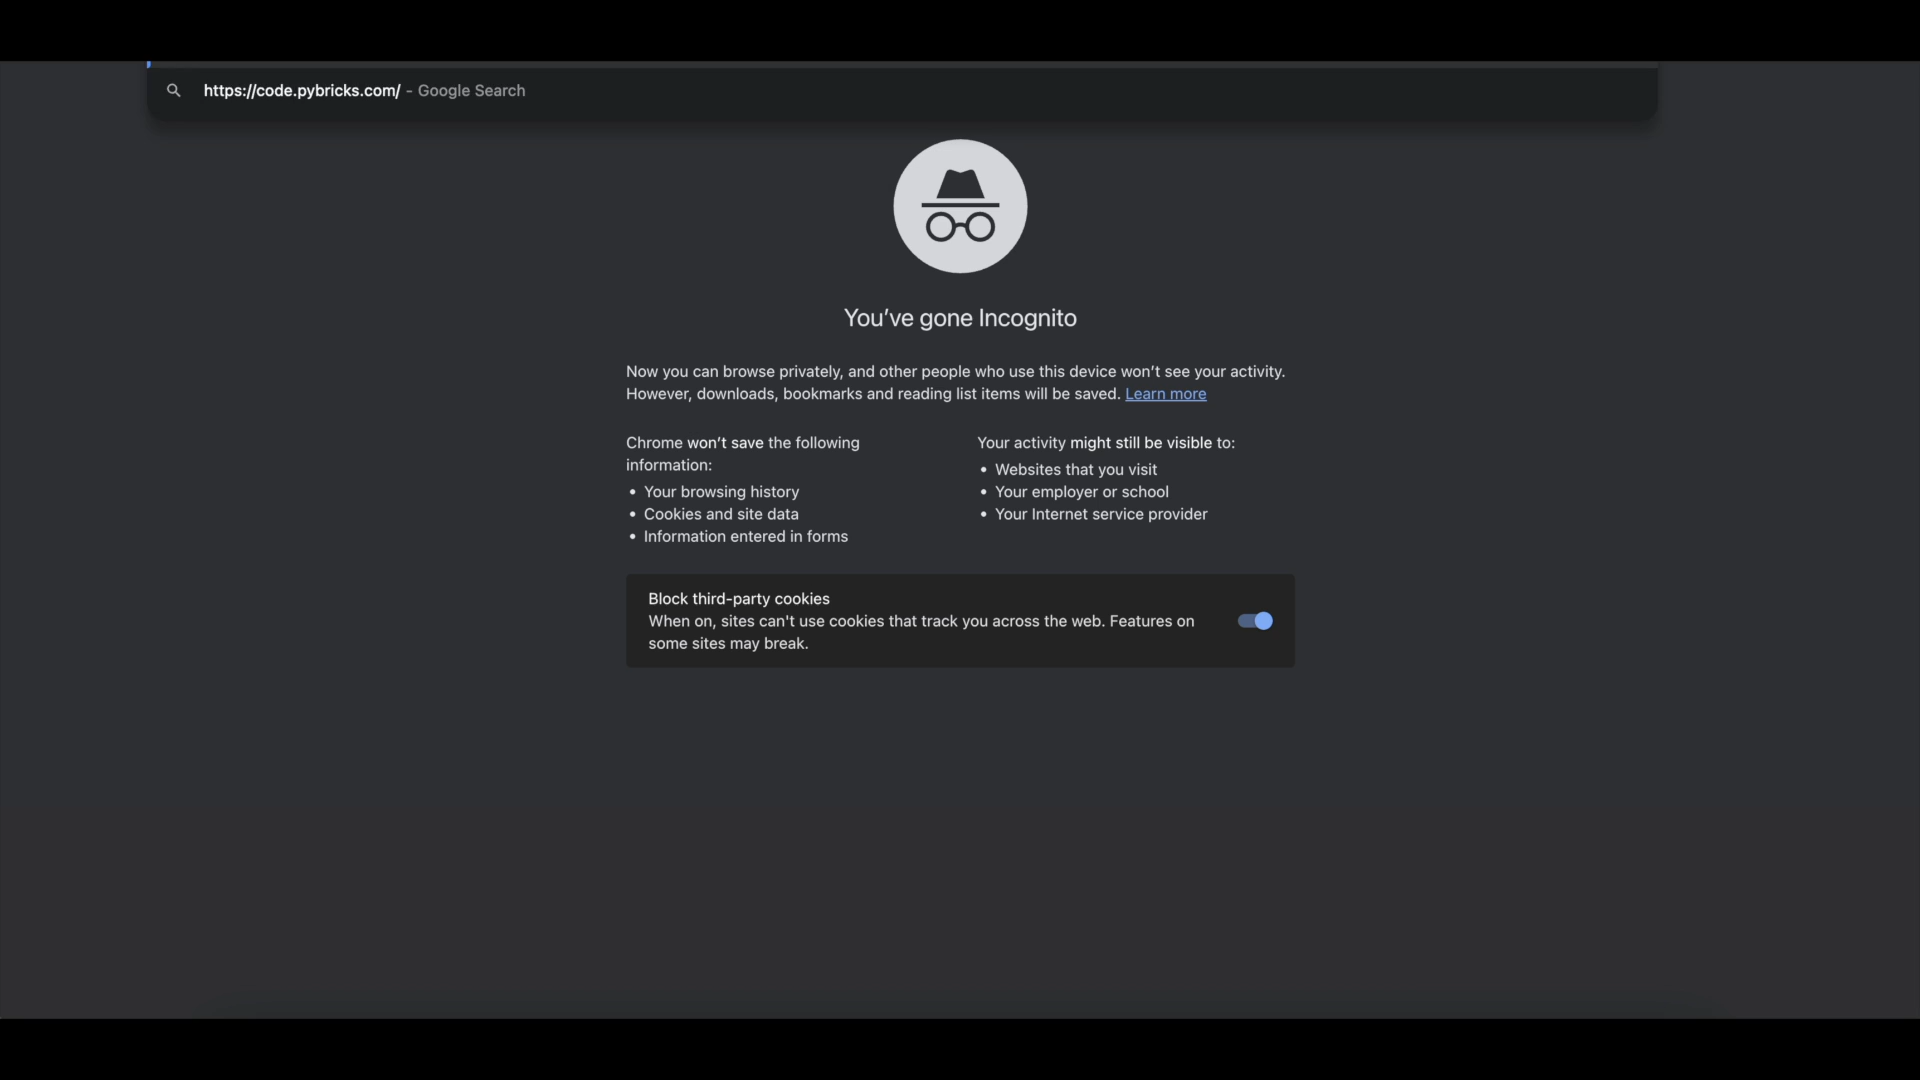 https://code.pybricks.com/ - Google Search
You’ve gone Incognito
Now you can browse privately, and other people who use this device won’t see your activity.
However, downloads, bookmarks and reading list items will be saved. Learn more
Chrome won’t save the following
information:
• Your browsing history
• Cookies and site data
• Information entered in forms
Your activity might still be visible to:
• Websites that you visit
• Your employer or school
• Your Internet service provider
Block third-party cookies
When on, sites can't use cookies that track you across the web. Features on
some sites may break.